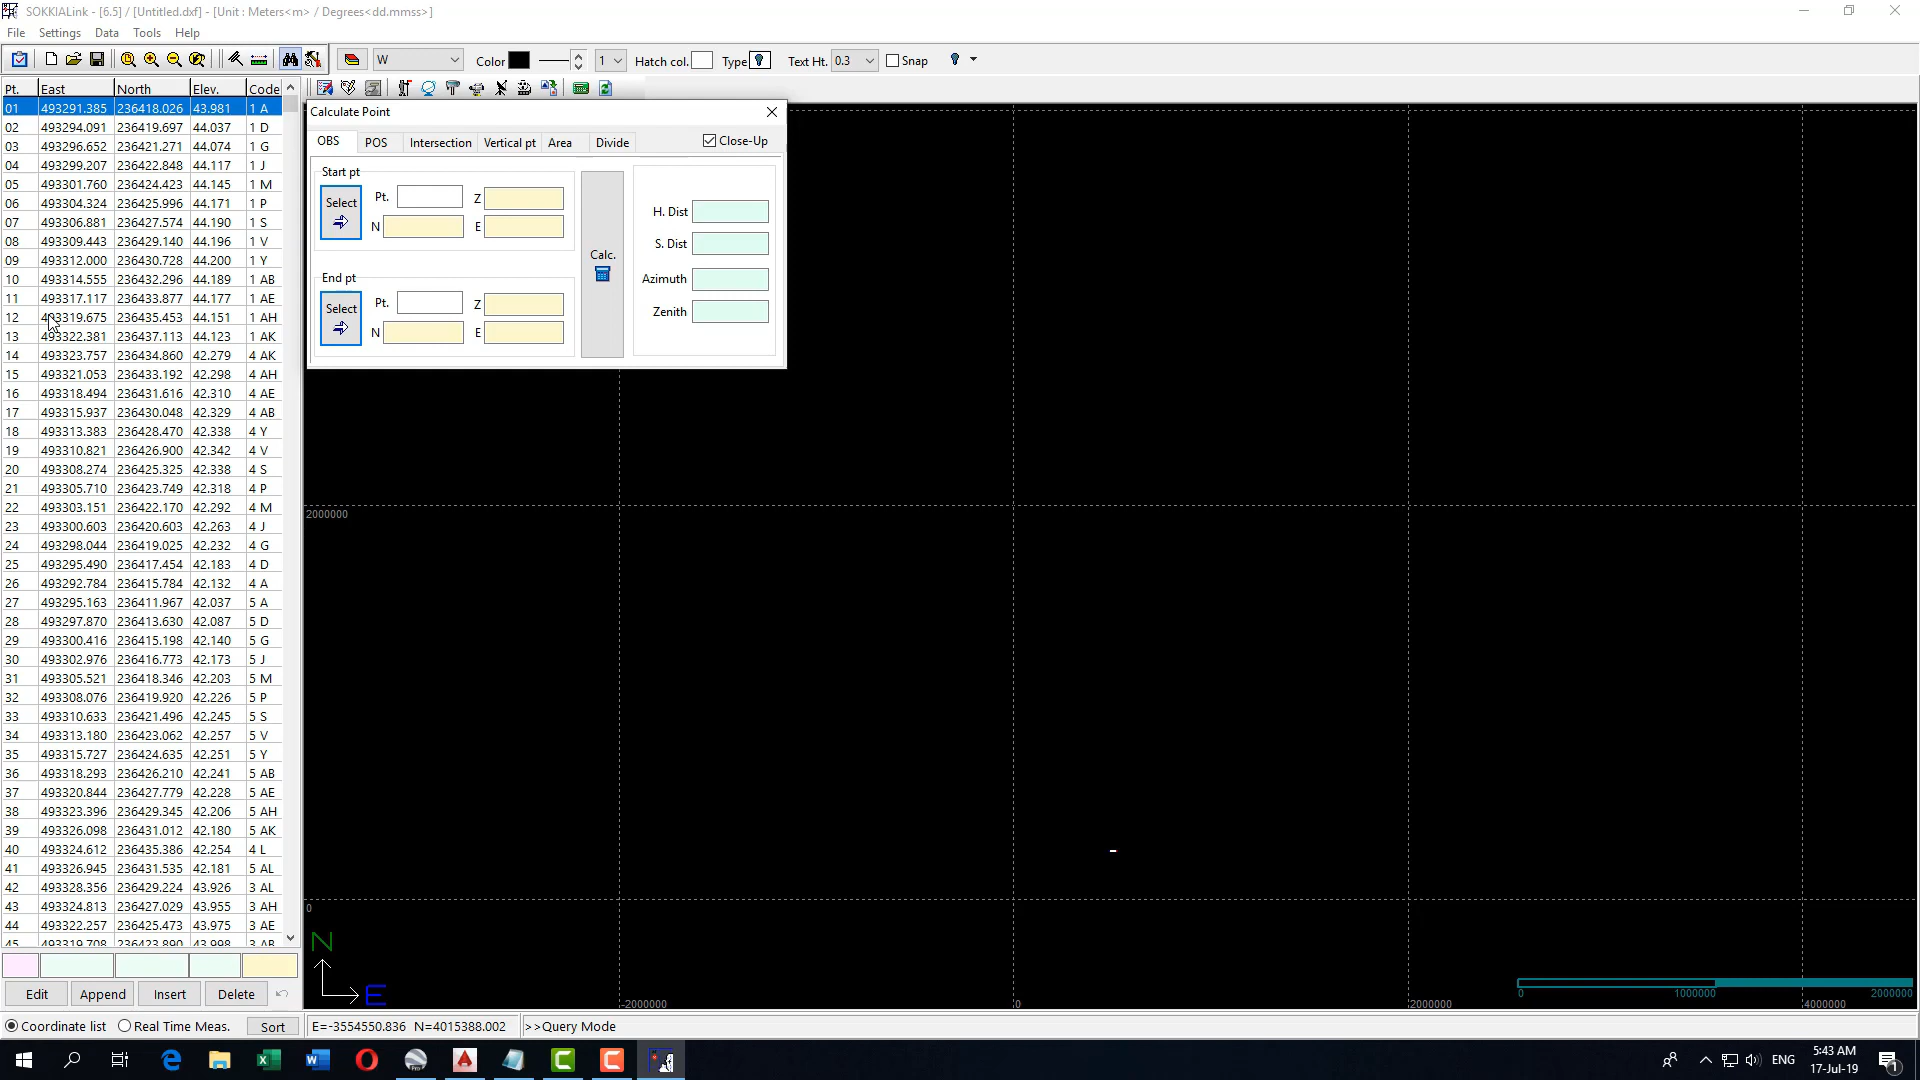 SOKKIALink - [6.5] / [Untitled.dxf] - [Unit : Meters<m> / Degrees<dd.mmss>]
File Settings Data Tools Help
W Color 1 Hatch col. Type Text Ht. 0.3 Snap
Pt. East North Elev. Code
01 493291.385 236418.026 43.981 1 A
02 493294.091 236419.697 44.037 1 D
03 493296.652 236421.271 44.074 1 G
04 493299.207 236422.848 44.117 1 J
05 493301.760 236424.423 44.145 1 M
06 493304.324 236425.996 44.171 1 P
07 493306.881 236427.574 44.190 1 S
08 493309.443 236429.140 44.196 1 V
09 493312.000 236430.728 44.200 1 Y
10 493314.555 236432.296 44.189 1 AB
11 493317.117 236433.877 44.177 1 AE
12 493319.675 236435.453 44.151 1 AH
13 493322.381 236437.113 44.123 1 AK
14 493323.757 236434.860 42.279 4 AK
15 493321.053 236433.192 42.298 4 AH
16 493318.494 236431.616 42.310 4 AE
17 493315.937 236430.048 42.329 4 AB
18 493313.383 236428.470 42.338 4 Y
19 493310.821 236426.900 42.342 4 V
20 493308.274 236425.325 42.338 4 S
21 493305.710 236423.749 42.318 4 P
22 493303.151 236422.170 42.292 4 M
23 493300.603 236420.603 42.263 4 J
24 493298.044 236419.025 42.232 4 G
25 493295.490 236417.454 42.183 4 D
26 493292.784 236415.784 42.132 4 A
27 493295.163 236411.967 42.037 5 A
28 493297.870 236413.630 42.087 5 D
29 493300.416 236415.198 42.140 5 G
30 493302.976 236416.773 42.173 5 J
31 493305.521 236418.346 42.203 5 M
32 493308.076 236419.920 42.226 5 P
33 493310.633 236421.496 42.245 5 S
34 493313.180 236423.062 42.257 5 V
35 493315.727 236424.635 42.251 5 Y
36 493318.293 236426.210 42.241 5 AB
37 493320.844 236427.779 42.228 5 AE
38 493323.396 236429.345 42.206 5 AH
39 493326.098 236431.012 42.180 5 AK
40 493324.612 236435.386 42.254 4 L
41 493326.945 236431.535 42.181 5 AL
42 493328.356 236429.224 43.926 3 AL
43 493324.813 236427.029 43.955 3 AH
44 493322.257 236425.473 43.975 3 AE
45 493319.708 236423.890 43.998 3 AB
Edit Append Insert Delete
Coordinate list Real Time Meas. Sort
Calculate Point
OBS POS Intersection Vertical pt Area Divide Close-Up
Start pt
Select Pt. Z
N E
End pt
Select Pt. Z
N E
Calc.
H. Dist
S. Dist
Azimuth
Zenith
2000000
0
N
E
-2000000 0 2000000 4000000
0 1000000 2000000
E=-3554550.836 N=4015388.002 >>Query Mode
ENG 5:43 AM
17-Jul-19
1